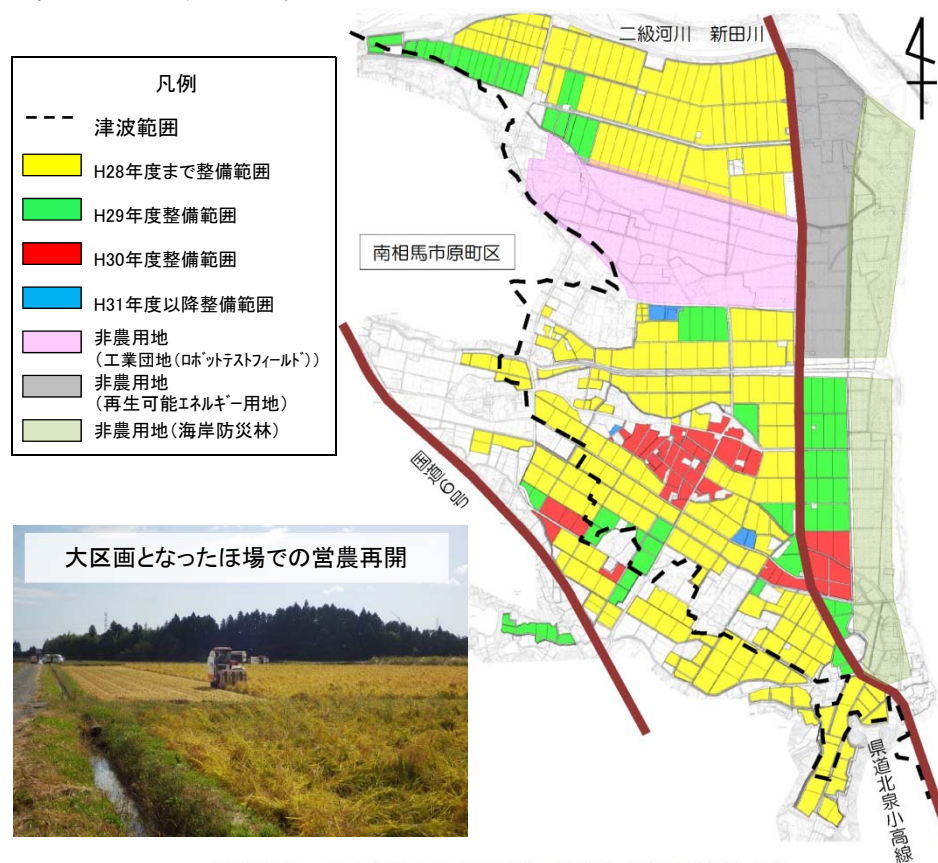 二級河川 新田川
凡例
津波範囲
H28年度まで整備範囲
H29年度整備範囲
H30年度整備範囲
H31年度以降整備範囲
非農用地
(工業団地(ロボットテストフィールド))
非農用地
(再生可能エネルギー用地)
非農用地(海岸防災林)
南相馬市原町区
国道6号
大区画となったほ場での営農再開
県道北泉小高線